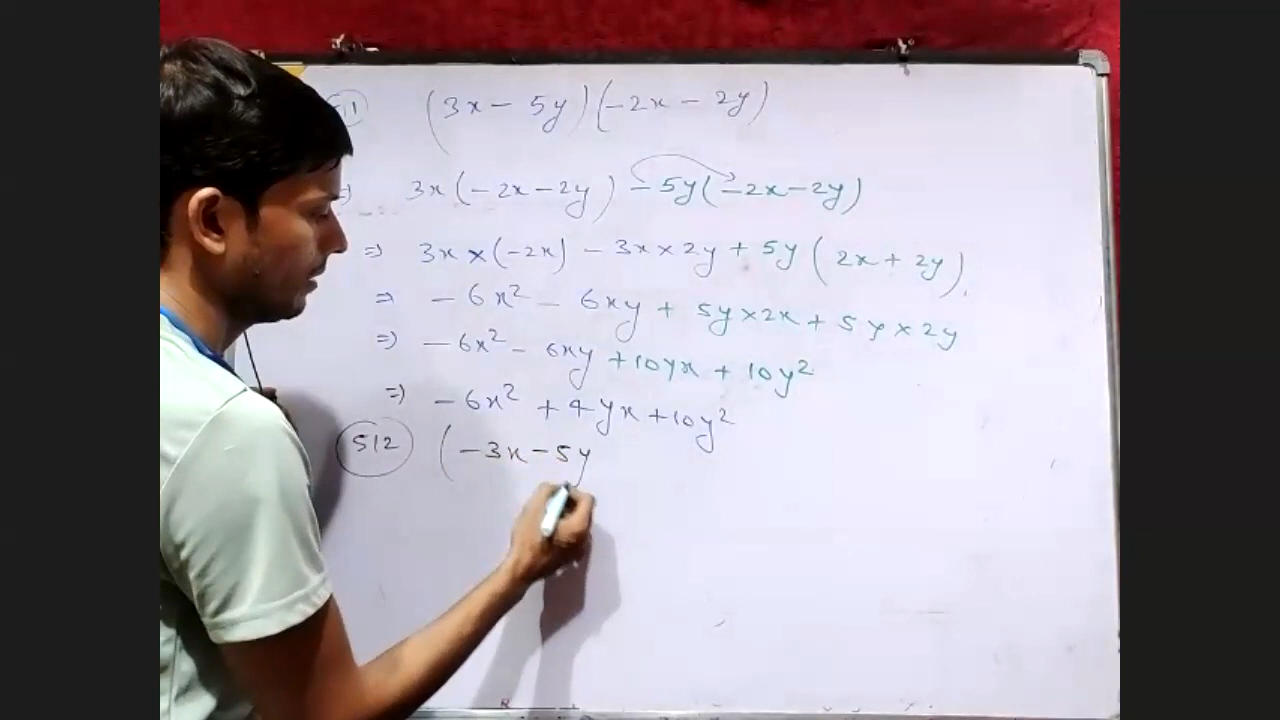 511 (3x - 5y)(-2x - 2y)
=) 3x(-2x-2y) -5y(-2x-2y)
=) 3x × (-2x) - 3x × 2y + 5y (2x + 2y)
=) -6x² - 6xy + 5y × 2x + 5y × 2y
=) -6x² - 6xy + 10yx + 10y²
=) -6x² + 4yx + 10y²
512 (-3x - 5y